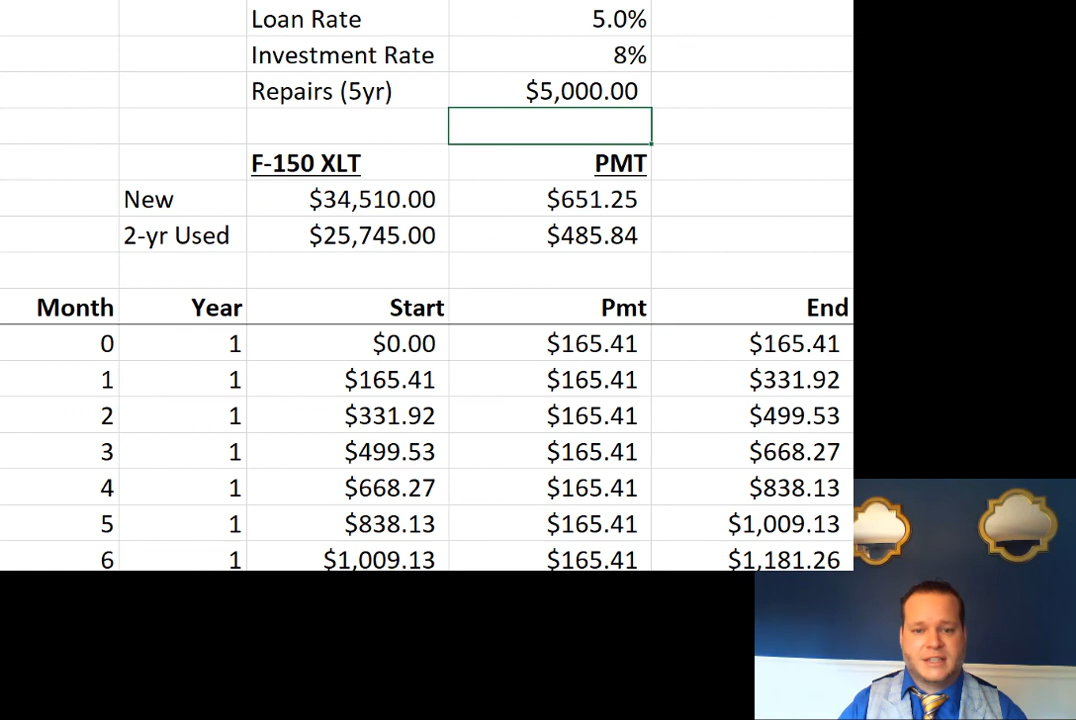 Loan Rate 5.0%
Investment Rate 8%
Repairs (5yr) $5,000.00
F-150 XLT PMT
New $34,510.00 $651.25
2-yr Used $25,745.00 $485.84
Month Year Start Pmt End
0 1 $0.00 $165.41 $165.41
1 1 $165.41 $165.41 $331.92
2 1 $331.92 $165.41 $499.53
3 1 $499.53 $165.41 $668.27
4 1 $668.27 $165.41 $838.13
5 1 $838.13 $165.41 $1,009.13
6 1 $1,009.13 $165.41 $1,181.26